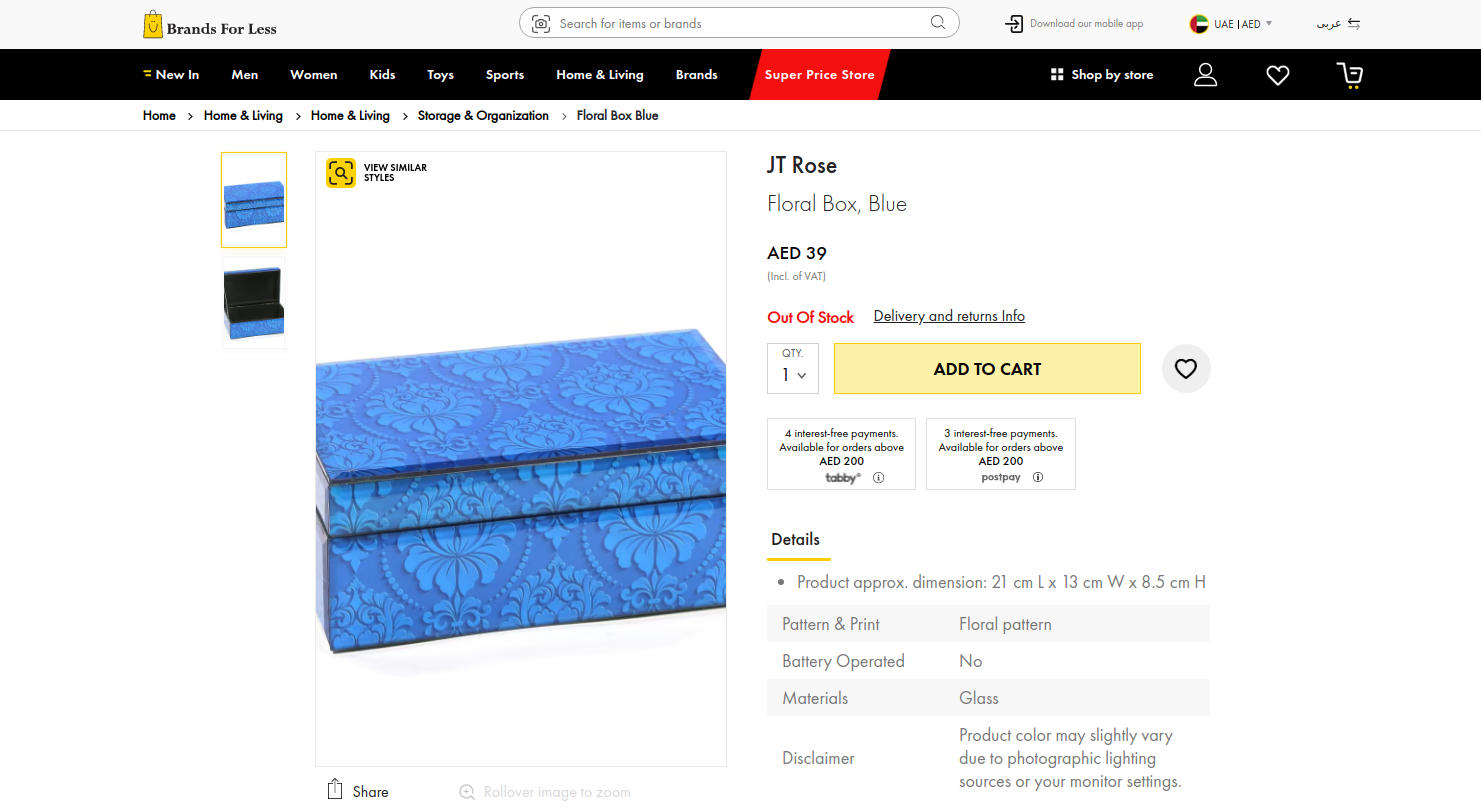 Brands For Less
Search for items or brands
Download our mobile app
UAE | AED
عربى
New In
Men
Women
Kids
Toys
Sports
Home & Living
Brands
Super Price Store
Shop by store
Home > Home & Living > Home & Living > Storage & Organization > Floral Box Blue
VIEW SIMILAR
STYLES
JT Rose
Floral Box, Blue
AED 39
(Incl. of VAT)
Out Of Stock
Delivery and returns Info
QTY.
1
ADD TO CART
4 interest-free payments.
Available for orders above
AED 200
tabby
3 interest-free payments.
Available for orders above
AED 200
postpay
Details
• Product approx. dimension: 21 cm L x 13 cm W x 8.5 cm H
Pattern & Print Floral pattern
Battery Operated No
Materials Glass
Disclaimer
Product color may slightly vary
due to photographic lighting
sources or your monitor settings.
Share
Rollover image to zoom